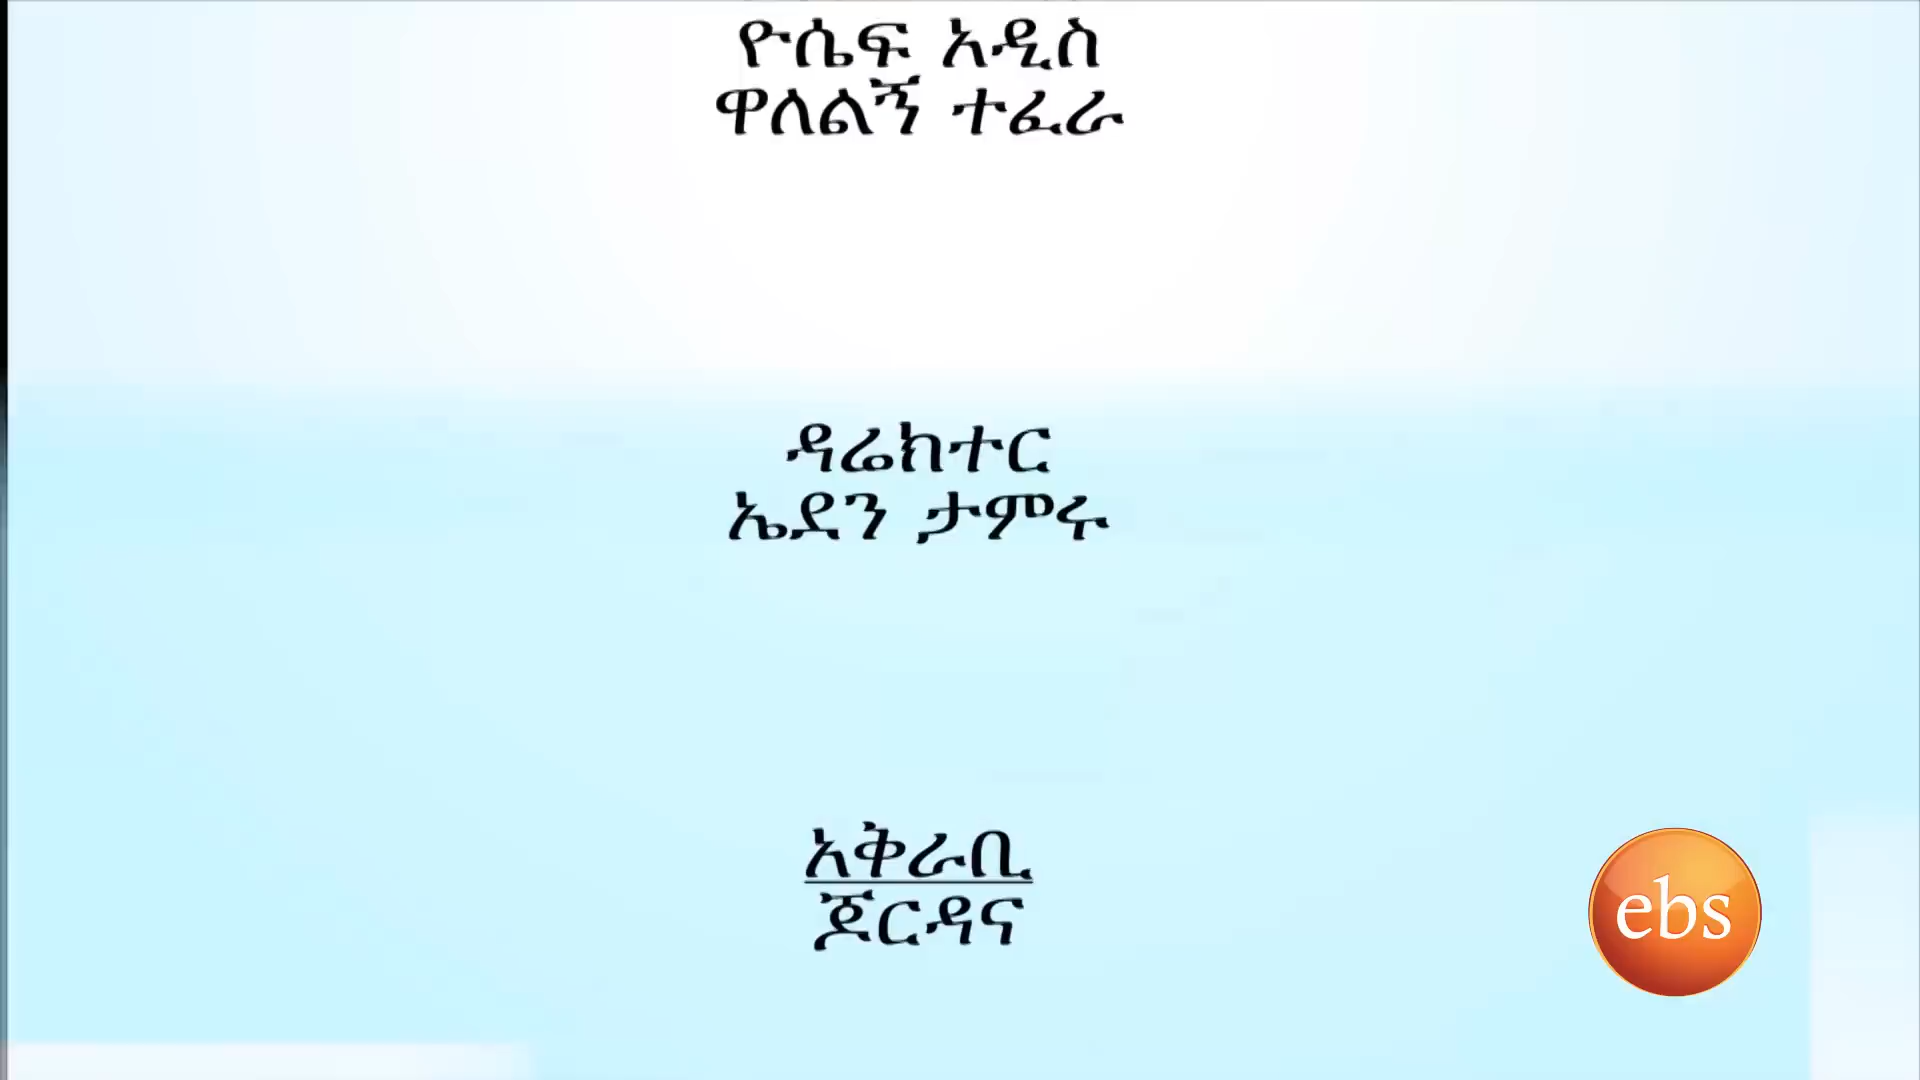 ዮሴፍ አዲስ
ዋለልኝ ተፈራ
ዳሬክተር
ኤደን ታምሩ
አቅራቢ
ጆርዳና
ebs